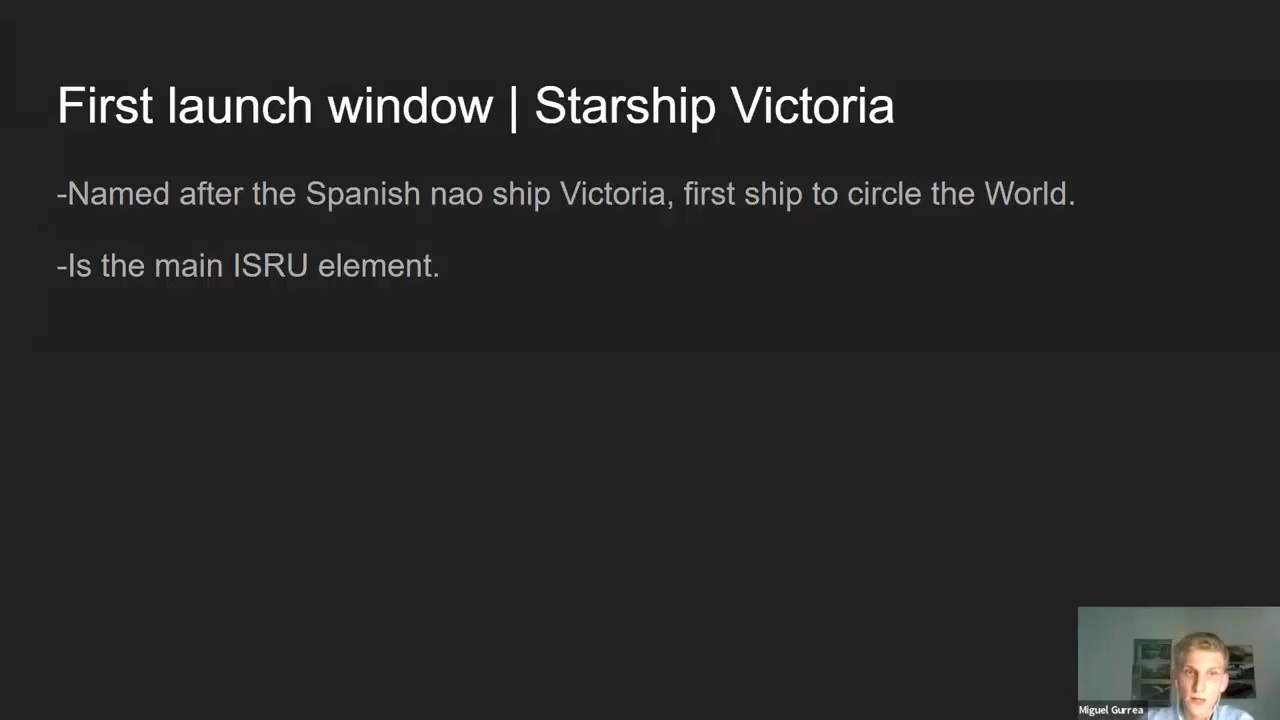 First launch window | Starship Victoria
-Named after the Spanish nao ship Victoria, first ship to circle the World.
-Is the main ISRU element.
Miguel Gurrea